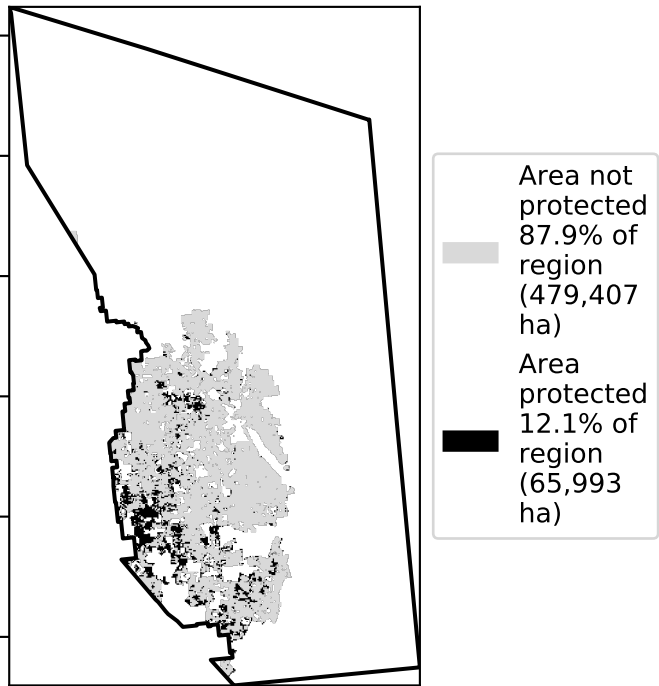 Area not
protected
87.9% of
region
(479,407
ha)
Area
protected
12.1% of
region
(65,993
ha)